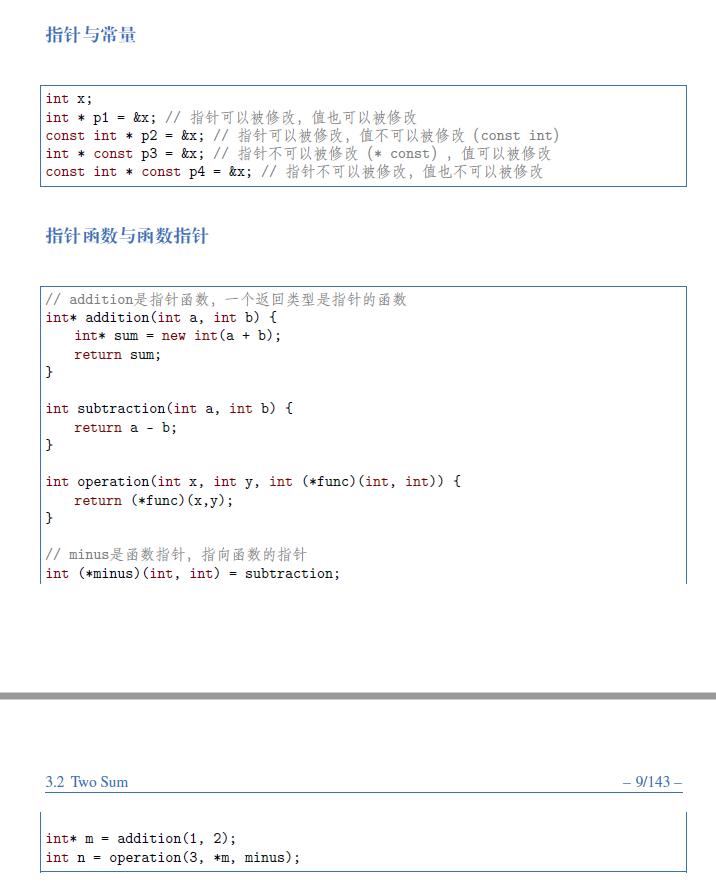 指针与常量
int x;
int * p1 = &x; // 指针可以被修改，值也可以被修改
const int * p2 = &x; // 指针可以被修改，值不可以被修改（const int）
int * const p3 = &x; // 指针不可以被修改（* const），值可以被修改
const int * const p4 = &x; // 指针不可以被修改，值也不可以被修改
指针函数与函数指针
// addition是指针函数，一个返回类型是指针的函数
int* addition(int a, int b) {
int* sum = new int(a + b);
return sum;
}
int subtraction(int a, int b) {
return a - b;
}
int operation(int x, int y, int (*func)(int, int)) {
return (*func)(x,y);
}
// minus是函数指针，指向函数的指针
int (*minus)(int, int) = subtraction;
3.2 Two Sum – 9/143 –
int* m = addition(1, 2);
int n = operation(3, *m, minus);